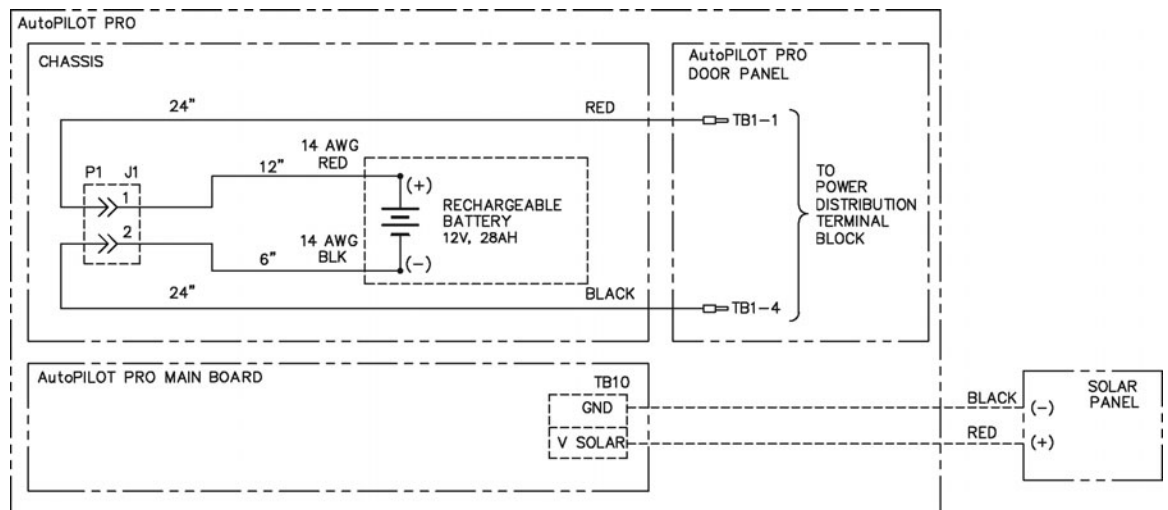 AutoPILOT PRO
CHASSIS
24"
RED
P1
J1
1
2
12"
14 AWG
RED
(+)
RECHARGEABLE
BATTERY
12V, 28AH
6"
14 AWG
BLK
(-)
24"
BLACK
AutoPILOT PRO
DOOR PANEL
TB1-1
TO
POWER
DISTRIBUTION
TERMINAL
BLOCK
TB1-4
AutoPILOT PRO MAIN BOARD
TB10
GND
V SOLAR
BLACK
RED
SOLAR
PANEL
(-)
(+)